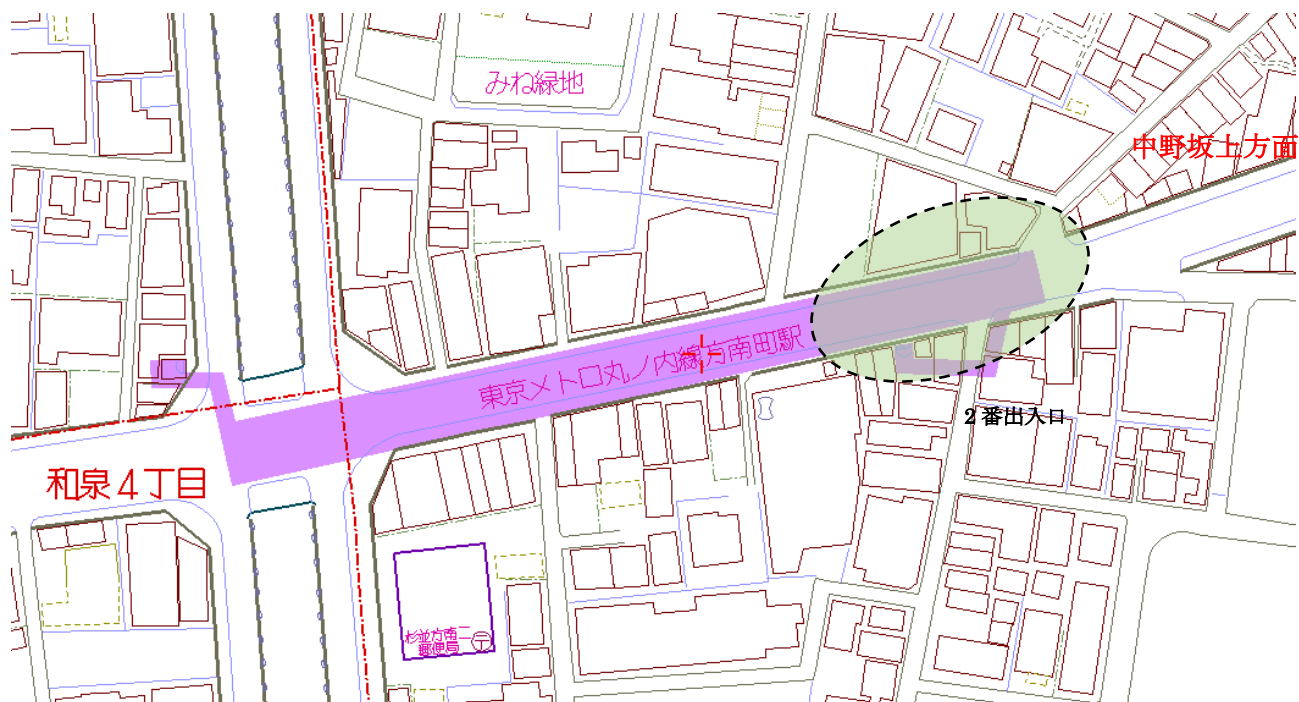 みね緑地
中野坂上方面
東京メトロ丸ノ内線方南町駅
2番出入口
和泉4丁目
杉並方南二
郵便局